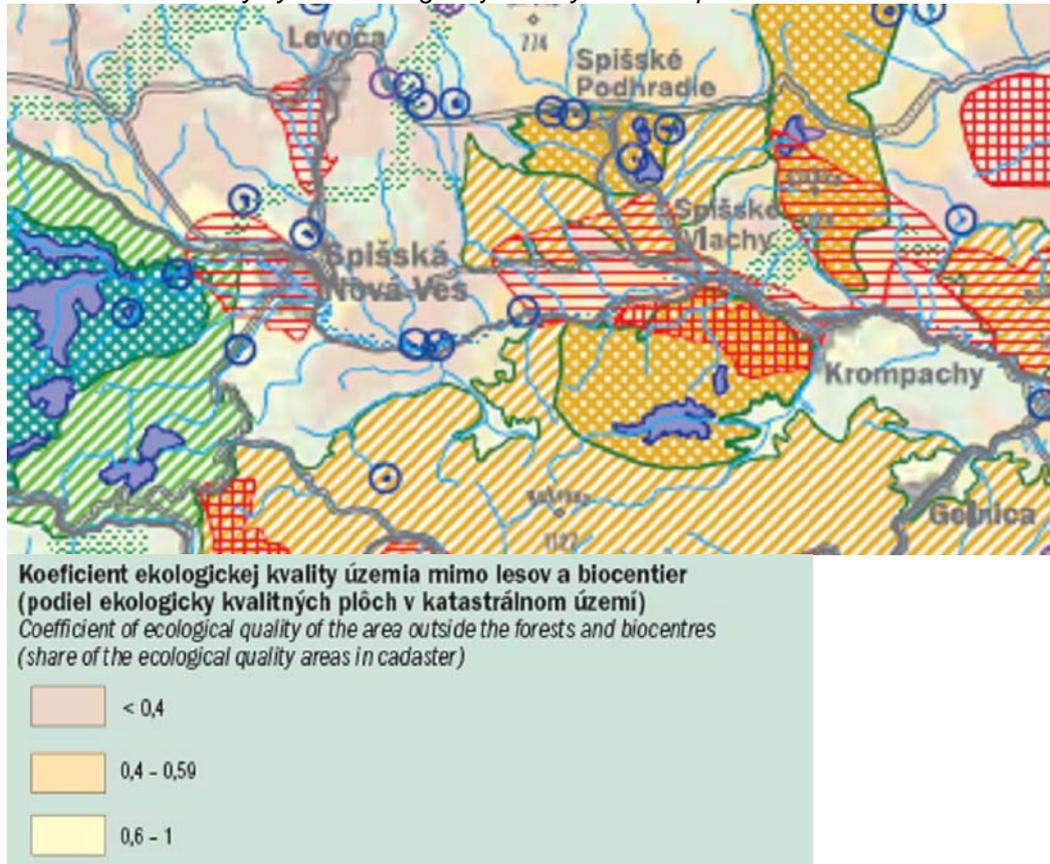 Levoča
774
Spišské
Podhradie
Spišské
Vlachy
Spišská
Nová Ves
Krompachy
Gelnica
1127
Koeficient ekologickej kvality územia mimo lesov a biocentier
(podiel ekologicky kvalitných plôch v katastrálnom území)
Coefficient of ecological quality of the area outside the forests and biocentres
(share of the ecological quality areas in cadaster)
< 0,4
0,4 – 0,59
0,6 – 1